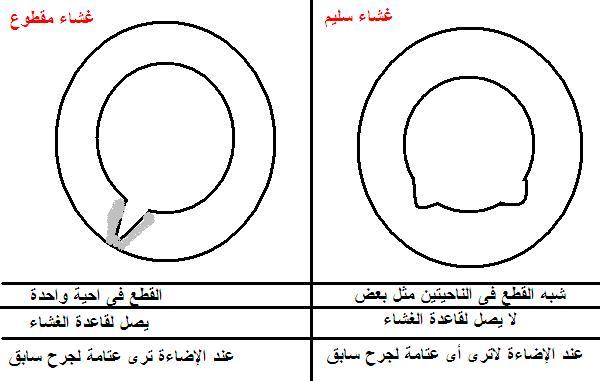 غشاء سليم
غشاء مقطوع
شبه القطع فى الناحيتين مثل بعض
القطع فى احية واحدة
لا يصل لقاعدة الغشاء
يصل لقاعدة الغشاء
عند الإضاءة لاترى أى عتامة لجرح سابق
عند الإضاءة ترى عتامة لجرح سابق